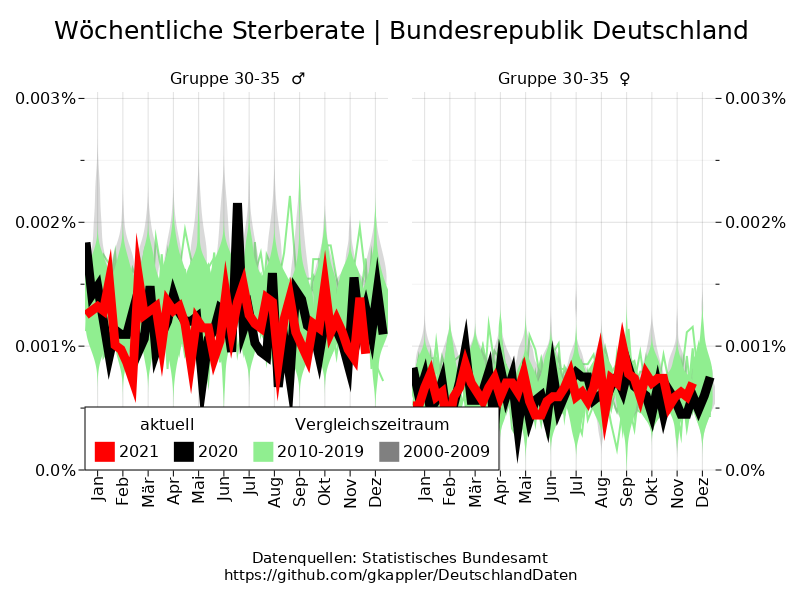 Wöchentliche Sterberate | Bundesrepublik Deutschland
Gruppe 30-35 ♂
Gruppe 30-35 ♀
0.003%
0.002%
0.001%
0.0%
0.003%
0.002%
0.001%
0.0%
aktuell
Vergleichszeitraum
2021
2020
2010-2019
2000-2009
Jan
Feb
Mär
Apr
Mai
Jun
Jul
Aug
Sep
Okt
Nov
Dez
Jan
Feb
Mär
Apr
Mai
Jun
Jul
Aug
Sep
Okt
Nov
Dez
Datenquellen: Statistisches Bundesamt
https://github.com/gkappler/DeutschlandDaten